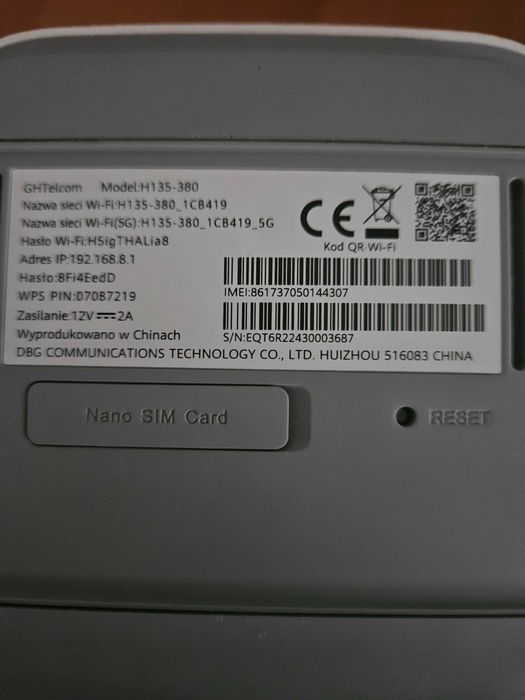 GHTelcom Model:H135-380
Nazwa sieci Wi-Fi:H135-380_1CB419
Nazwa sieci Wi-Fi(5G):H135-380_1CB419_5G
Hasło Wi-Fi:H5igTHALia8
Adres IP:192.168.8.1
Hasło:8Fi4EedD
WPS PIN:07087219
Zasilanie:12V⎓2A
Wyprodukowano w Chinach
CE
Kod QR Wi-Fi
IMEI:861737050144307
S/N:EQT6R22430003687
DBG COMMUNICATIONS TECHNOLOGY CO., LTD. HUIZHOU 516083 CHINA
Nano SIM Card
RESET